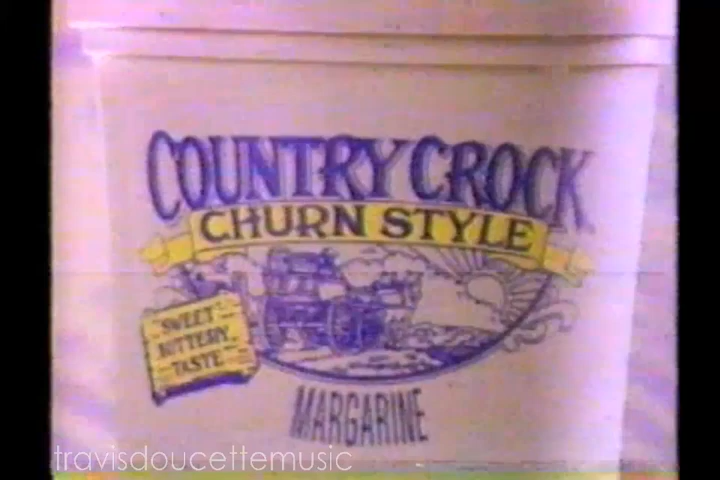 COUNTRY CROCK
CHURN STYLE
SWEET
BUTTERY
TASTE
MARGARINE
travisdoucettemusic